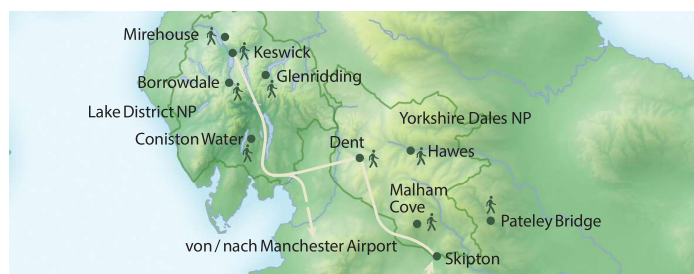 Mirehouse
Keswick
Borrowdale
Glenridding
Lake District NP
Yorkshire Dales NP
Coniston Water
Dent
Hawes
Malham
Cove
Pateley Bridge
von / nach Manchester Airport
Skipton